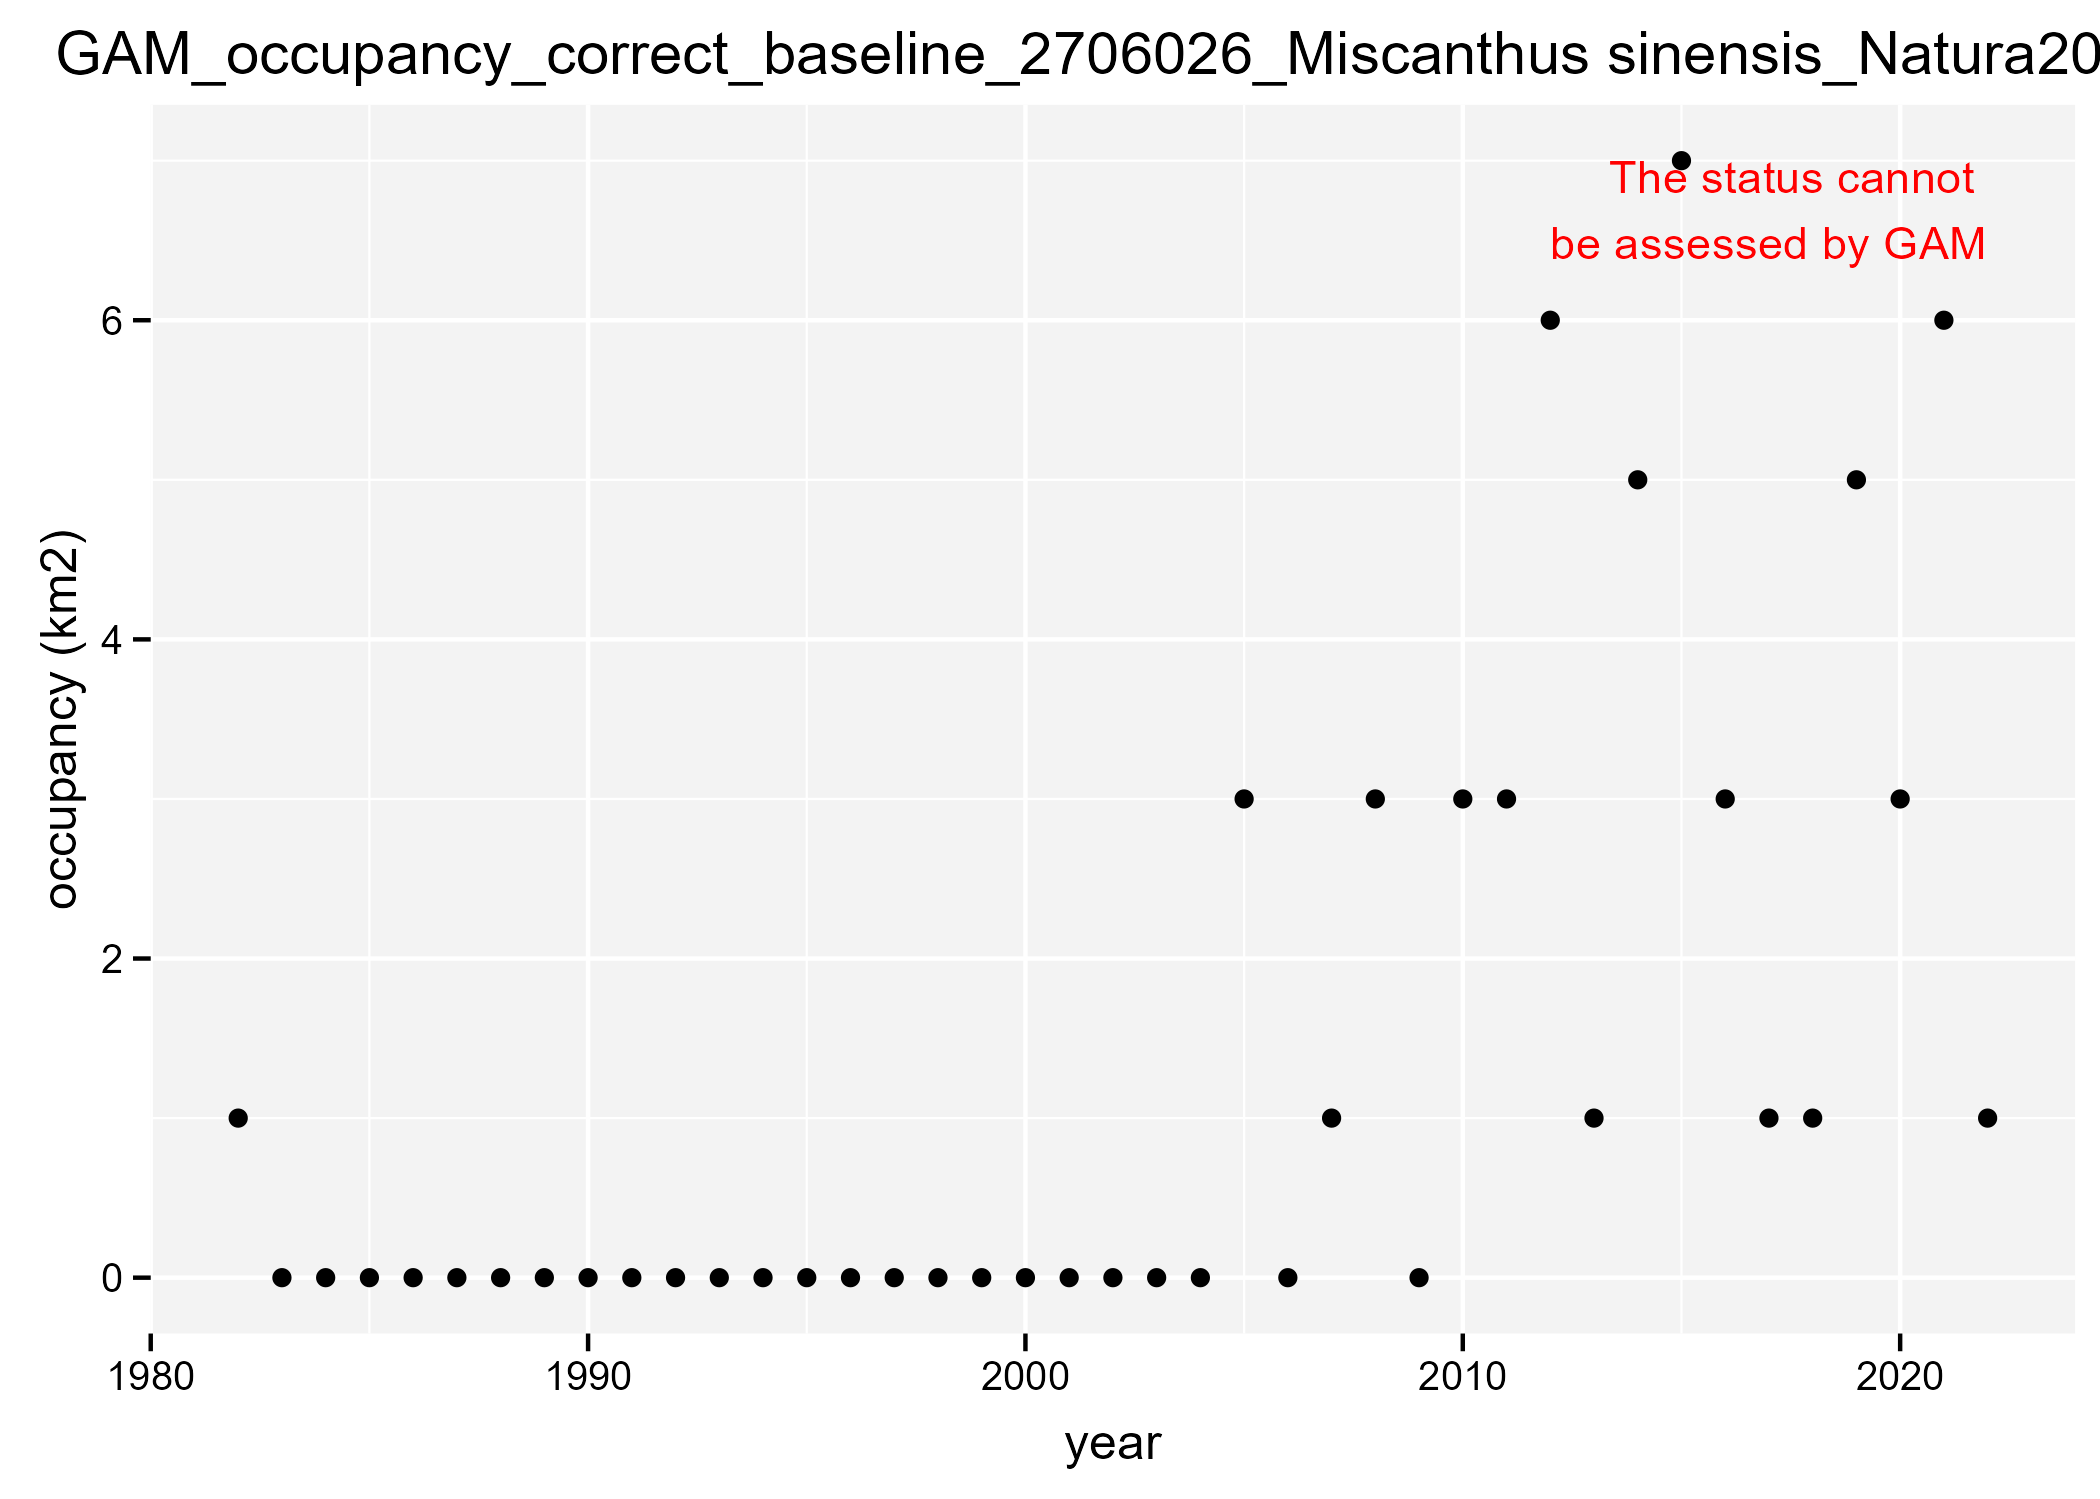 GAM_occupancy_correct_baseline_2706026_Miscanthus sinensis_Natura20
The status cannot
be assessed by GAM
6
4
2
0
occupancy (km2)
1980 1990 2000 2010 2020
year